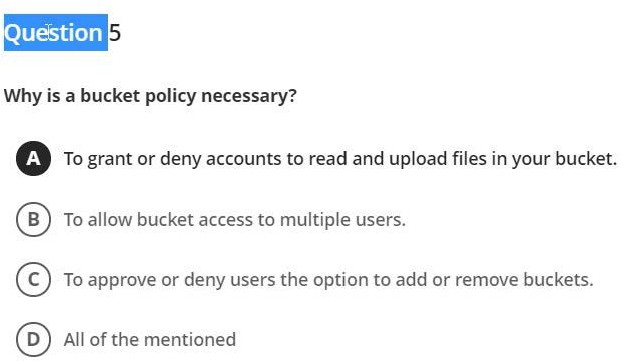 Question 5
Why is a bucket policy necessary?
A To grant or deny accounts to read and upload files in your bucket.
B To allow bucket access to multiple users.
C To approve or deny users the option to add or remove buckets.
D All of the mentioned